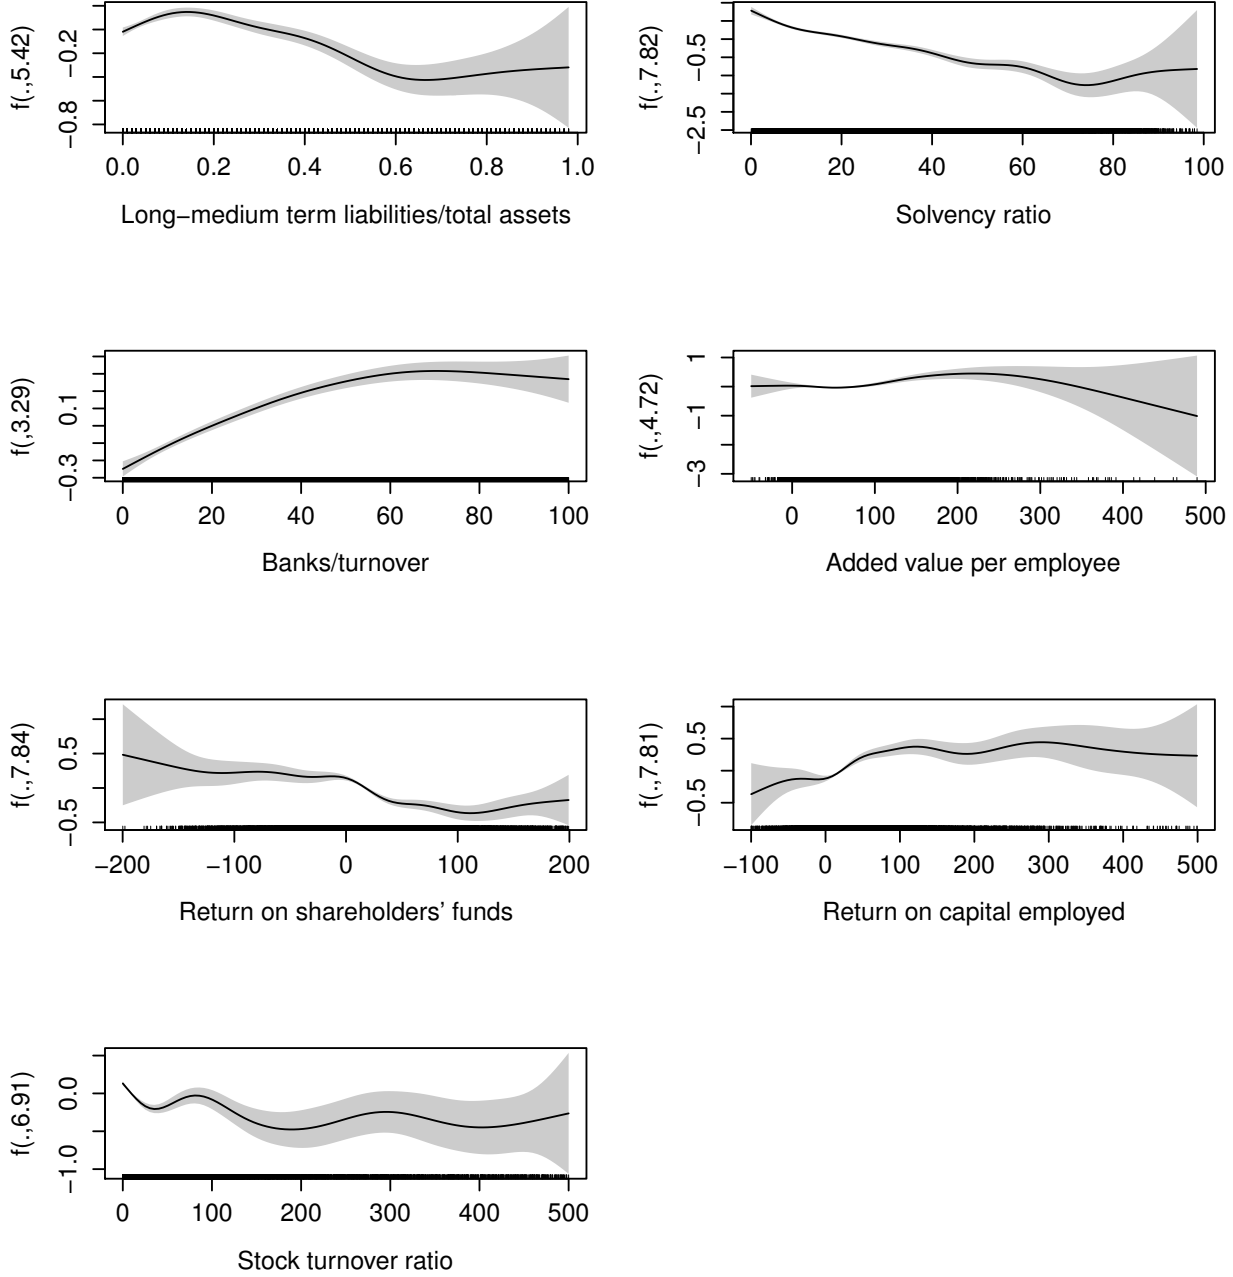 f(.,5.42)
−0.8 −0.2
0.0 0.2 0.4 0.6 0.8 1.0
Long−medium term liabilities/total assets
f(.,7.82)
−2.5 −0.5
0 20 40 60 80 100
Solvency ratio
f(,3.29)
−0.3 0.1
0 20 40 60 80 100
Banks/turnover
f(.,4.72)
−3 −1 1
0 100 200 300 400 500
Added value per employee
f(.,7.84)
−0.5 0.5
−200 −100 0 100 200
Return on shareholders’ funds
f(.,7.81)
−0.5 0.5
−100 0 100 200 300 400 500
Return on capital employed
f(.,6.91)
−1.0 0.0
0 100 200 300 400 500
Stock turnover ratio